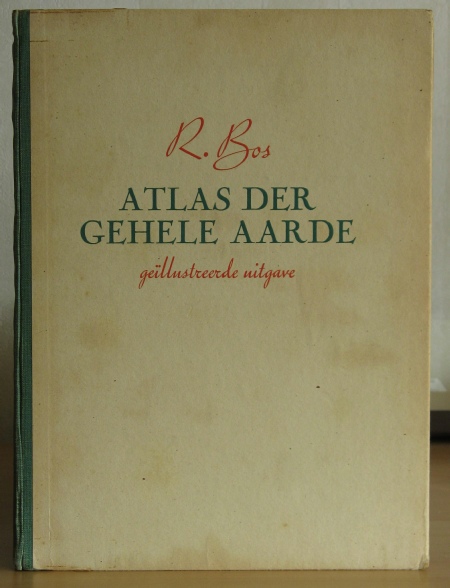 R. Bos
ATLAS DER
GEHELE AARDE
geïllustreerde uitgave